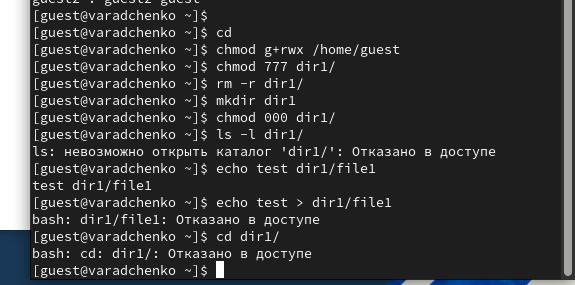 guest2 : guest2 guest
[guest@varadchenko ~]$
[guest@varadchenko ~]$ cd
[guest@varadchenko ~]$ chmod g+rwx /home/guest
[guest@varadchenko ~]$ chmod 777 dir1/
[guest@varadchenko ~]$ rm -r dir1/
[guest@varadchenko ~]$ mkdir dir1
[guest@varadchenko ~]$ chmod 000 dir1/
[guest@varadchenko ~]$ ls -l dir1/
ls: невозможно открыть каталог 'dir1/': Отказано в доступе
[guest@varadchenko ~]$ echo test dir1/file1
test dir1/file1
[guest@varadchenko ~]$ echo test > dir1/file1
bash: dir1/file1: Отказано в доступе
[guest@varadchenko ~]$ cd dir1/
bash: cd: dir1/: Отказано в доступе
[guest@varadchenko ~]$